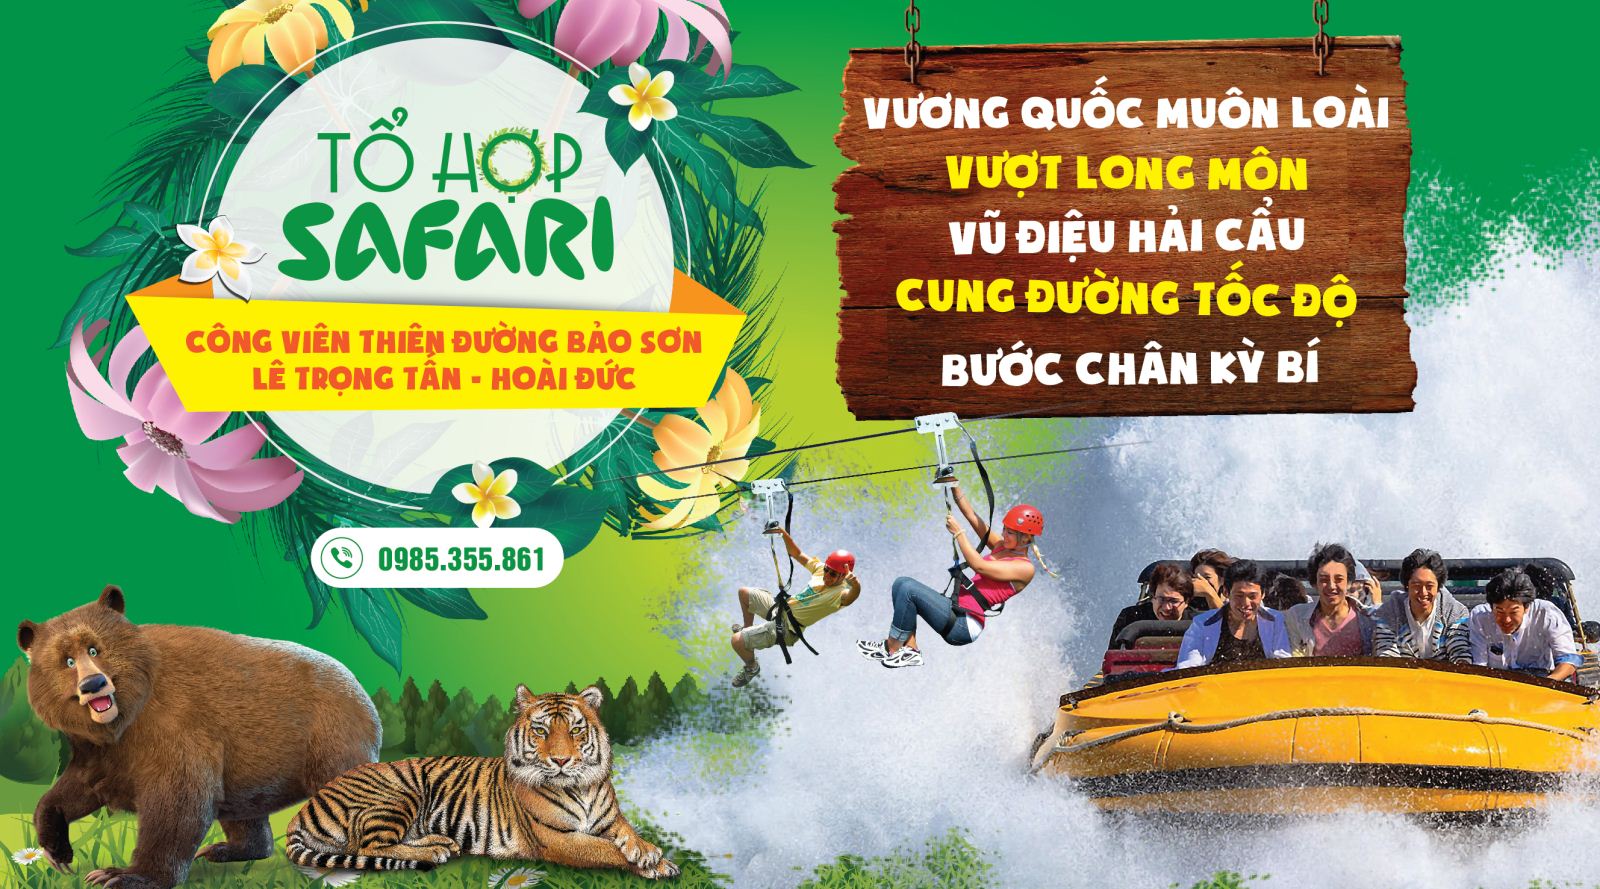 TỔ HỢP
SAFARI
CÔNG VIÊN THIÊN ĐƯỜNG BẢO SƠN
LÊ TRỌNG TẤN - HOÀI ĐỨC
0985.355.861
VƯƠNG QUỐC MUÔN LOÀI
VƯỢT LONG MÔN
VŨ ĐIỆU HẢI CẨU
CUNG ĐƯỜNG TỐC ĐỘ
BƯỚC CHÂN KỲ BÍ